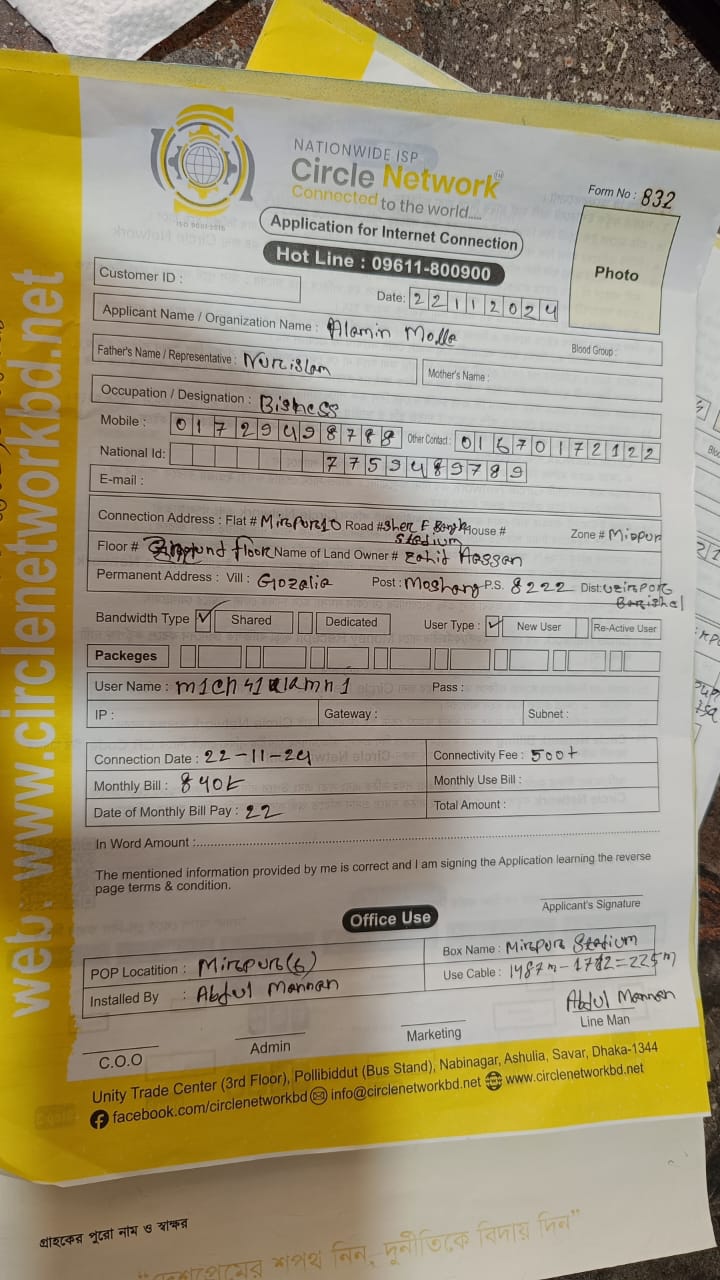 NATIONWIDE ISP
Circle Network
Connected to the world.....
ISO 9001:2015
Form No : 832
Application for Internet Connection
Hot Line : 09611-800900
Photo
Customer ID :
Date: 22112024
Applicant Name / Organization Name : Alamin Molla
Blood Group :
Father's Name / Representative : Nurislam
Mother's Name :
Occupation / Designation : Bisness
Mobile : 01729498788 Other Contact : 01670172122
National Id: 7759489789
E-mail :
Connection Address : Flat # Mirpur10 Road # Sher E Bangla Stadium House # Zone # Mirpur
Floor # Ground floor Name of Land Owner # Zahid Hassan
Permanent Address : Vill : Gozalia Post : P.S. 8222 Dist: Barishal
Bandwidth Type ✓ Shared Dedicated User Type : ✓ New User Re-Active User
Packeges
User Name : Pass :
IP : Gateway : Subnet :
Connection Date : 22-11-24 Connectivity Fee : 500t
Monthly Bill : 840t Monthly Use Bill :
Date of Monthly Bill Pay : 22 Total Amount :
In Word Amount :
The mentioned information provided by me is correct and I am signing the Application learning the reverse
page terms & condition.
Applicant's Signature
Office Use
POP Locatition : Mirpur(6) Box Name : Mirpur Stadium
Installed By : Abdul Mannan Use Cable : 1487m - 1712 = 225m
Abdul Mannan
C.O.O Admin Marketing Line Man
Unity Trade Center (3rd Floor), Pollibiddut (Bus Stand), Nabinagar, Ashulia, Savar, Dhaka-1344
facebook.com/circlenetworkbd info@circlenetworkbd.net www.circlenetworkbd.net
web: www.circlenetworkbd.net
গ্রাহকের পুরো নাম ও স্বাক্ষর
শপথ নিন, দুর্নীতিকে বিদায় দিন"